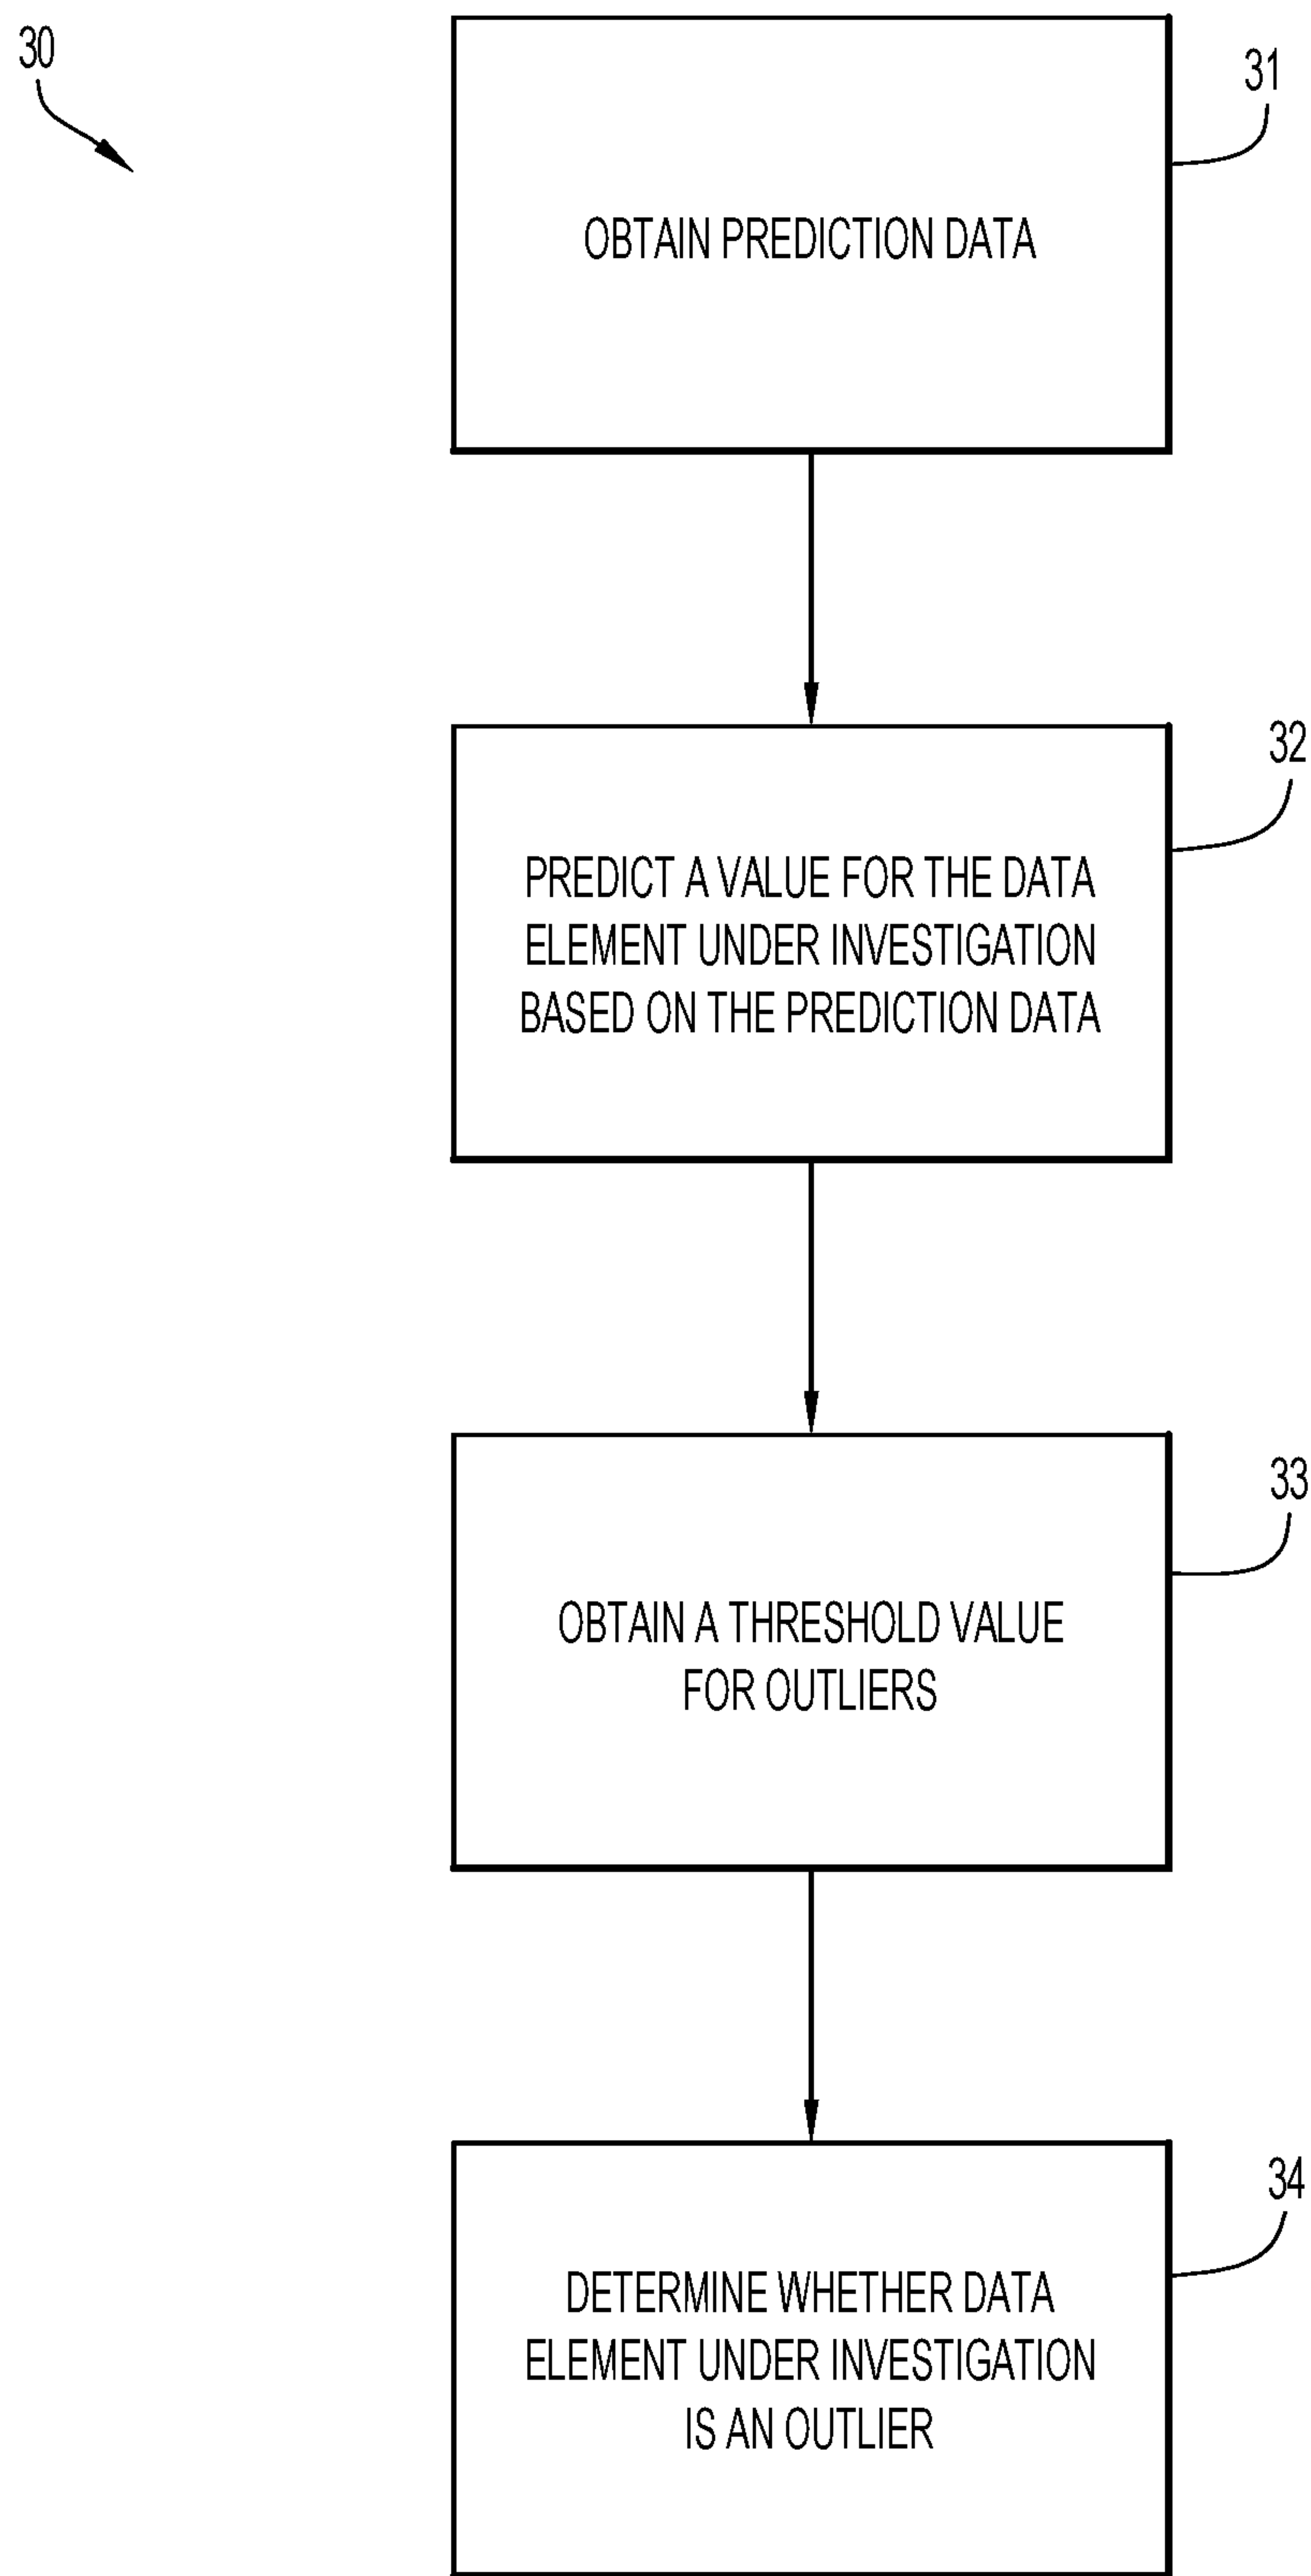 30
31
OBTAIN PREDICTION DATA
32
PREDICT A VALUE FOR THE DATA
ELEMENT UNDER INVESTIGATION
BASED ON THE PREDICTION DATA
33
OBTAIN A THRESHOLD VALUE
FOR OUTLIERS
34
DETERMINE WHETHER DATA
ELEMENT UNDER INVESTIGATION
IS AN OUTLIER